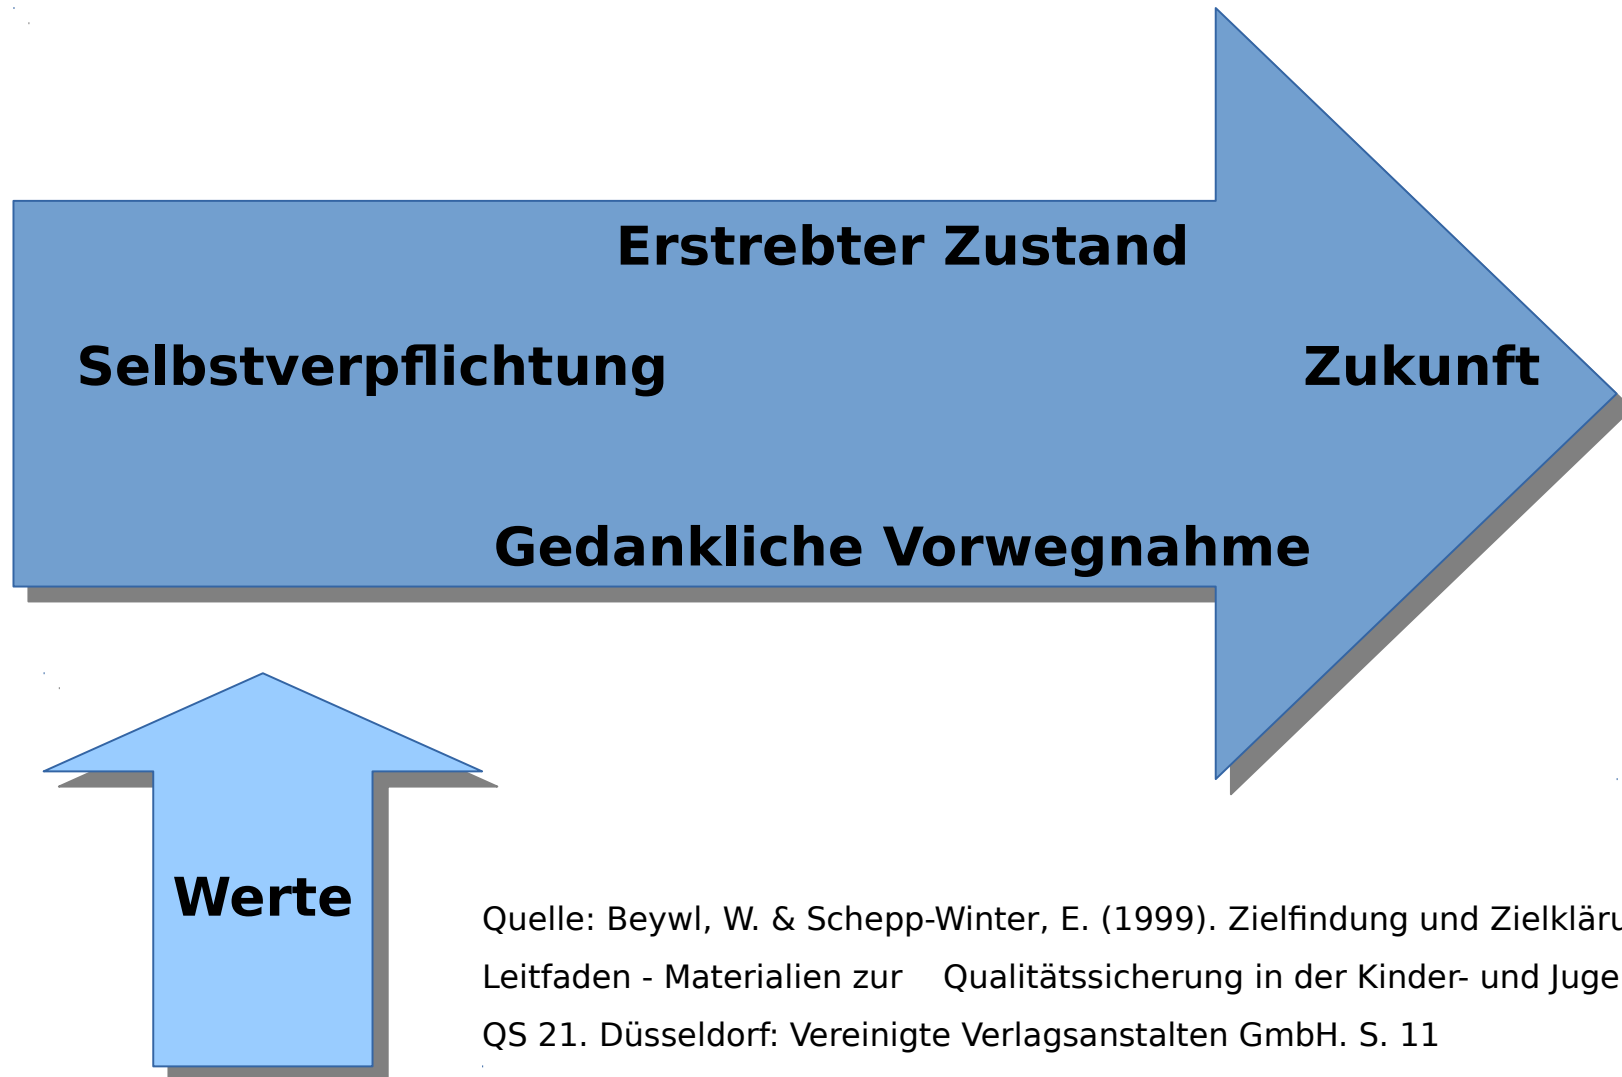 Erstrebter Zustand
Selbstverpflichtung
Zukunft
Gedankliche Vorwegnahme
Werte
Quelle: Beywl, W. & Schepp-Winter, E. (1999). Zielfindung und
Leitfaden - Materialien zur Qualitätssicherung in der Kinder- und
QS 21. Düsseldorf: Vereinigte Verlagsanstalten GmbH. S. 11